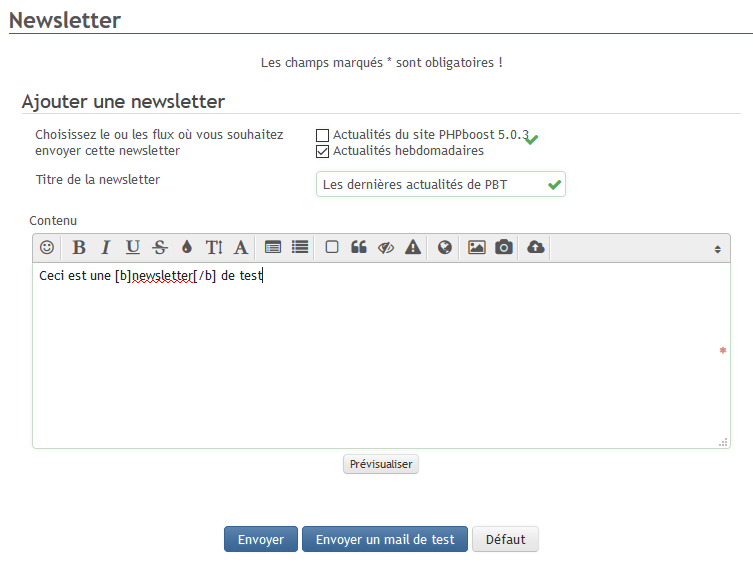 Newsletter
Les champs marqués * sont obligatoires !
Ajouter une newsletter
Choisissez le ou les flux où vous souhaitez
envoyer cette newsletter
Actualités du site PHPboost 5.0.3
Actualités hebdomadaires
Titre de la newsletter
Les dernières actualités de PBT
Contenu
B I U S T A
Ceci est une [b]newsletter[/b] de test
*
Prévisualiser
Envoyer
Envoyer un mail de test
Défaut